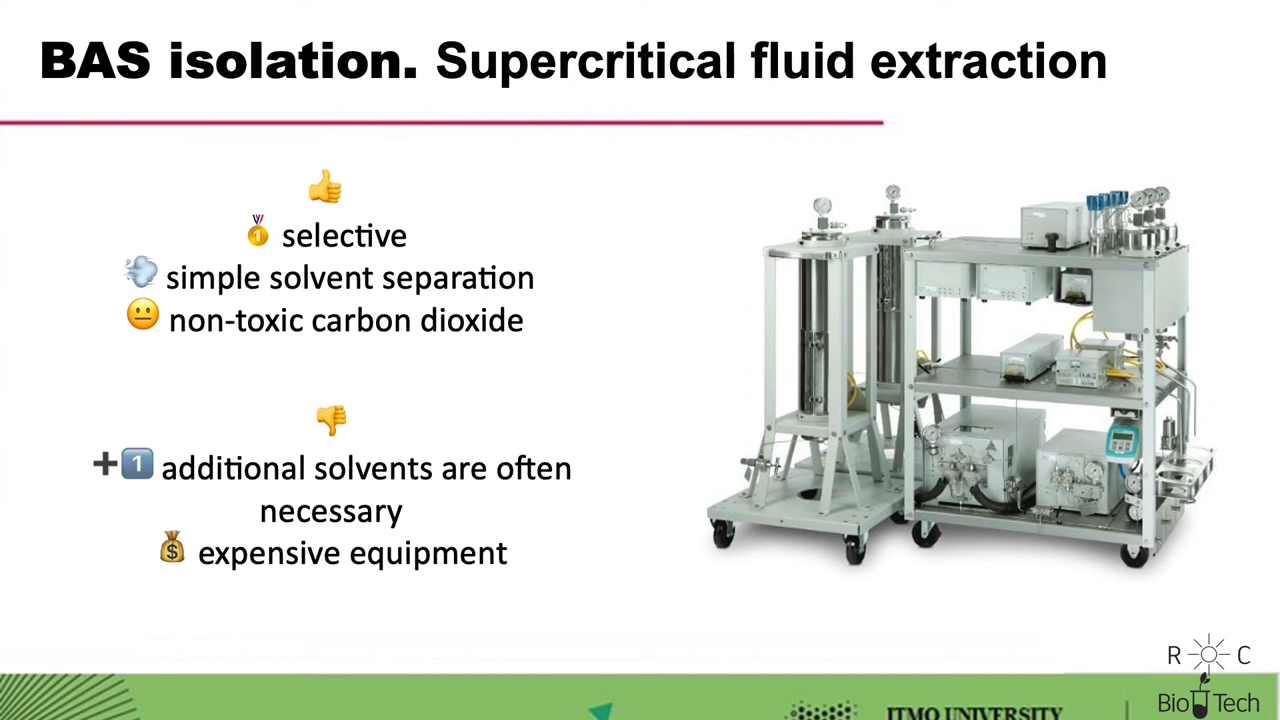 BAS isolation. Supercritical fluid extraction
👍
🏅 selective
💨 simple solvent separation
😐 non-toxic carbon dioxide
👎
➕1️⃣ additional solvents are often
necessary
💰 expensive equipment
R C
Bio Tech
ITMO UNIVERSITY